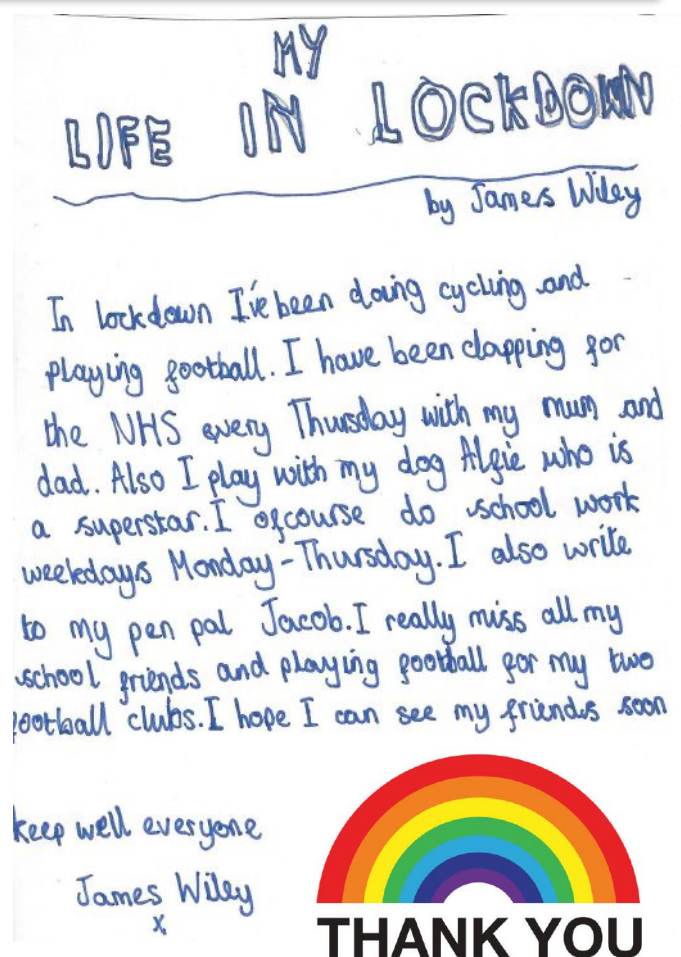 MY
LIFE IN LOCKDOWN
by James Wiley
In lockdown I've been doing cycling and
playing football. I have been clapping for
the NHS every Thursday with my mum and
dad. Also I play with my dog Algie who is
a superstar. I ofcourse do school work
weekdays Monday-Thursday. I also write
to my pen pal Jacob. I really miss all my
school friends and playing football for my two
football clubs. I hope I can see my friends soon
keep well everyone
James Wiley
x
THANK YOU